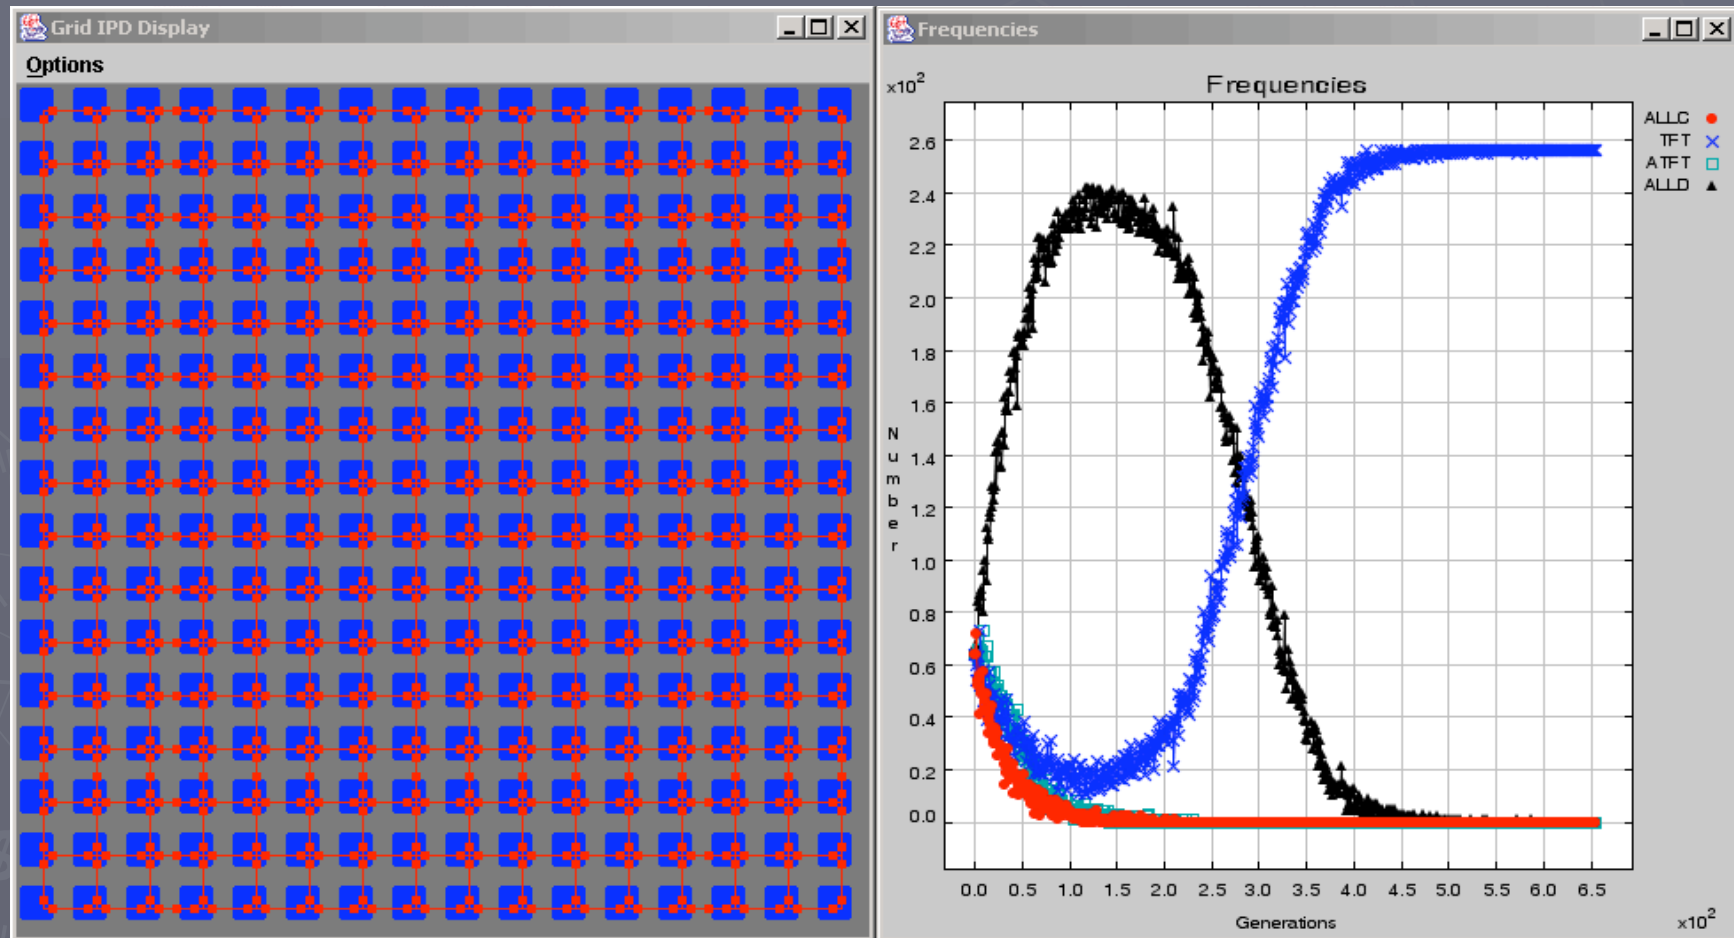 Grid IPD Display
Options
Frequencies
Frequencies
×10²
ALLC
TFT
ATFT
ALLD
2.6
2.4
2.2
2.0
1.8
1.6
1.4
1.2
1.0
0.8
0.6
0.4
0.2
0.0
Number
0.0 0.5 1.0 1.5 2.0 2.5 3.0 3.5 4.0 4.5 5.0 5.5 6.0 6.5
Generations
×10²